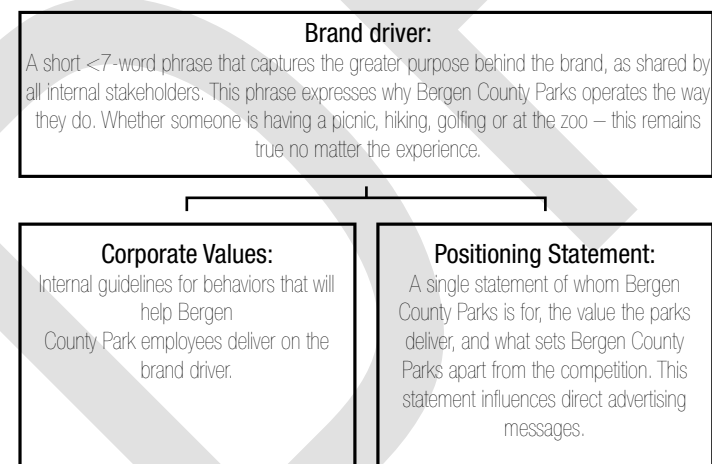 Brand driver:
A short <7-word phrase that captures the greater purpose behind the brand, as shared by
all internal stakeholders. This phrase expresses why Bergen County Parks operates the way
they do. Whether someone is having a picnic, hiking, golfing or at the zoo – this remains
true no matter the experience.
Corporate Values:
Internal guidelines for behaviors that will
help Bergen
County Park employees deliver on the
brand driver.
Positioning Statement:
A single statement of whom Bergen
County Parks is for, the value the parks
deliver, and what sets Bergen County
Parks apart from the competition. This
statement influences direct advertising
messages.